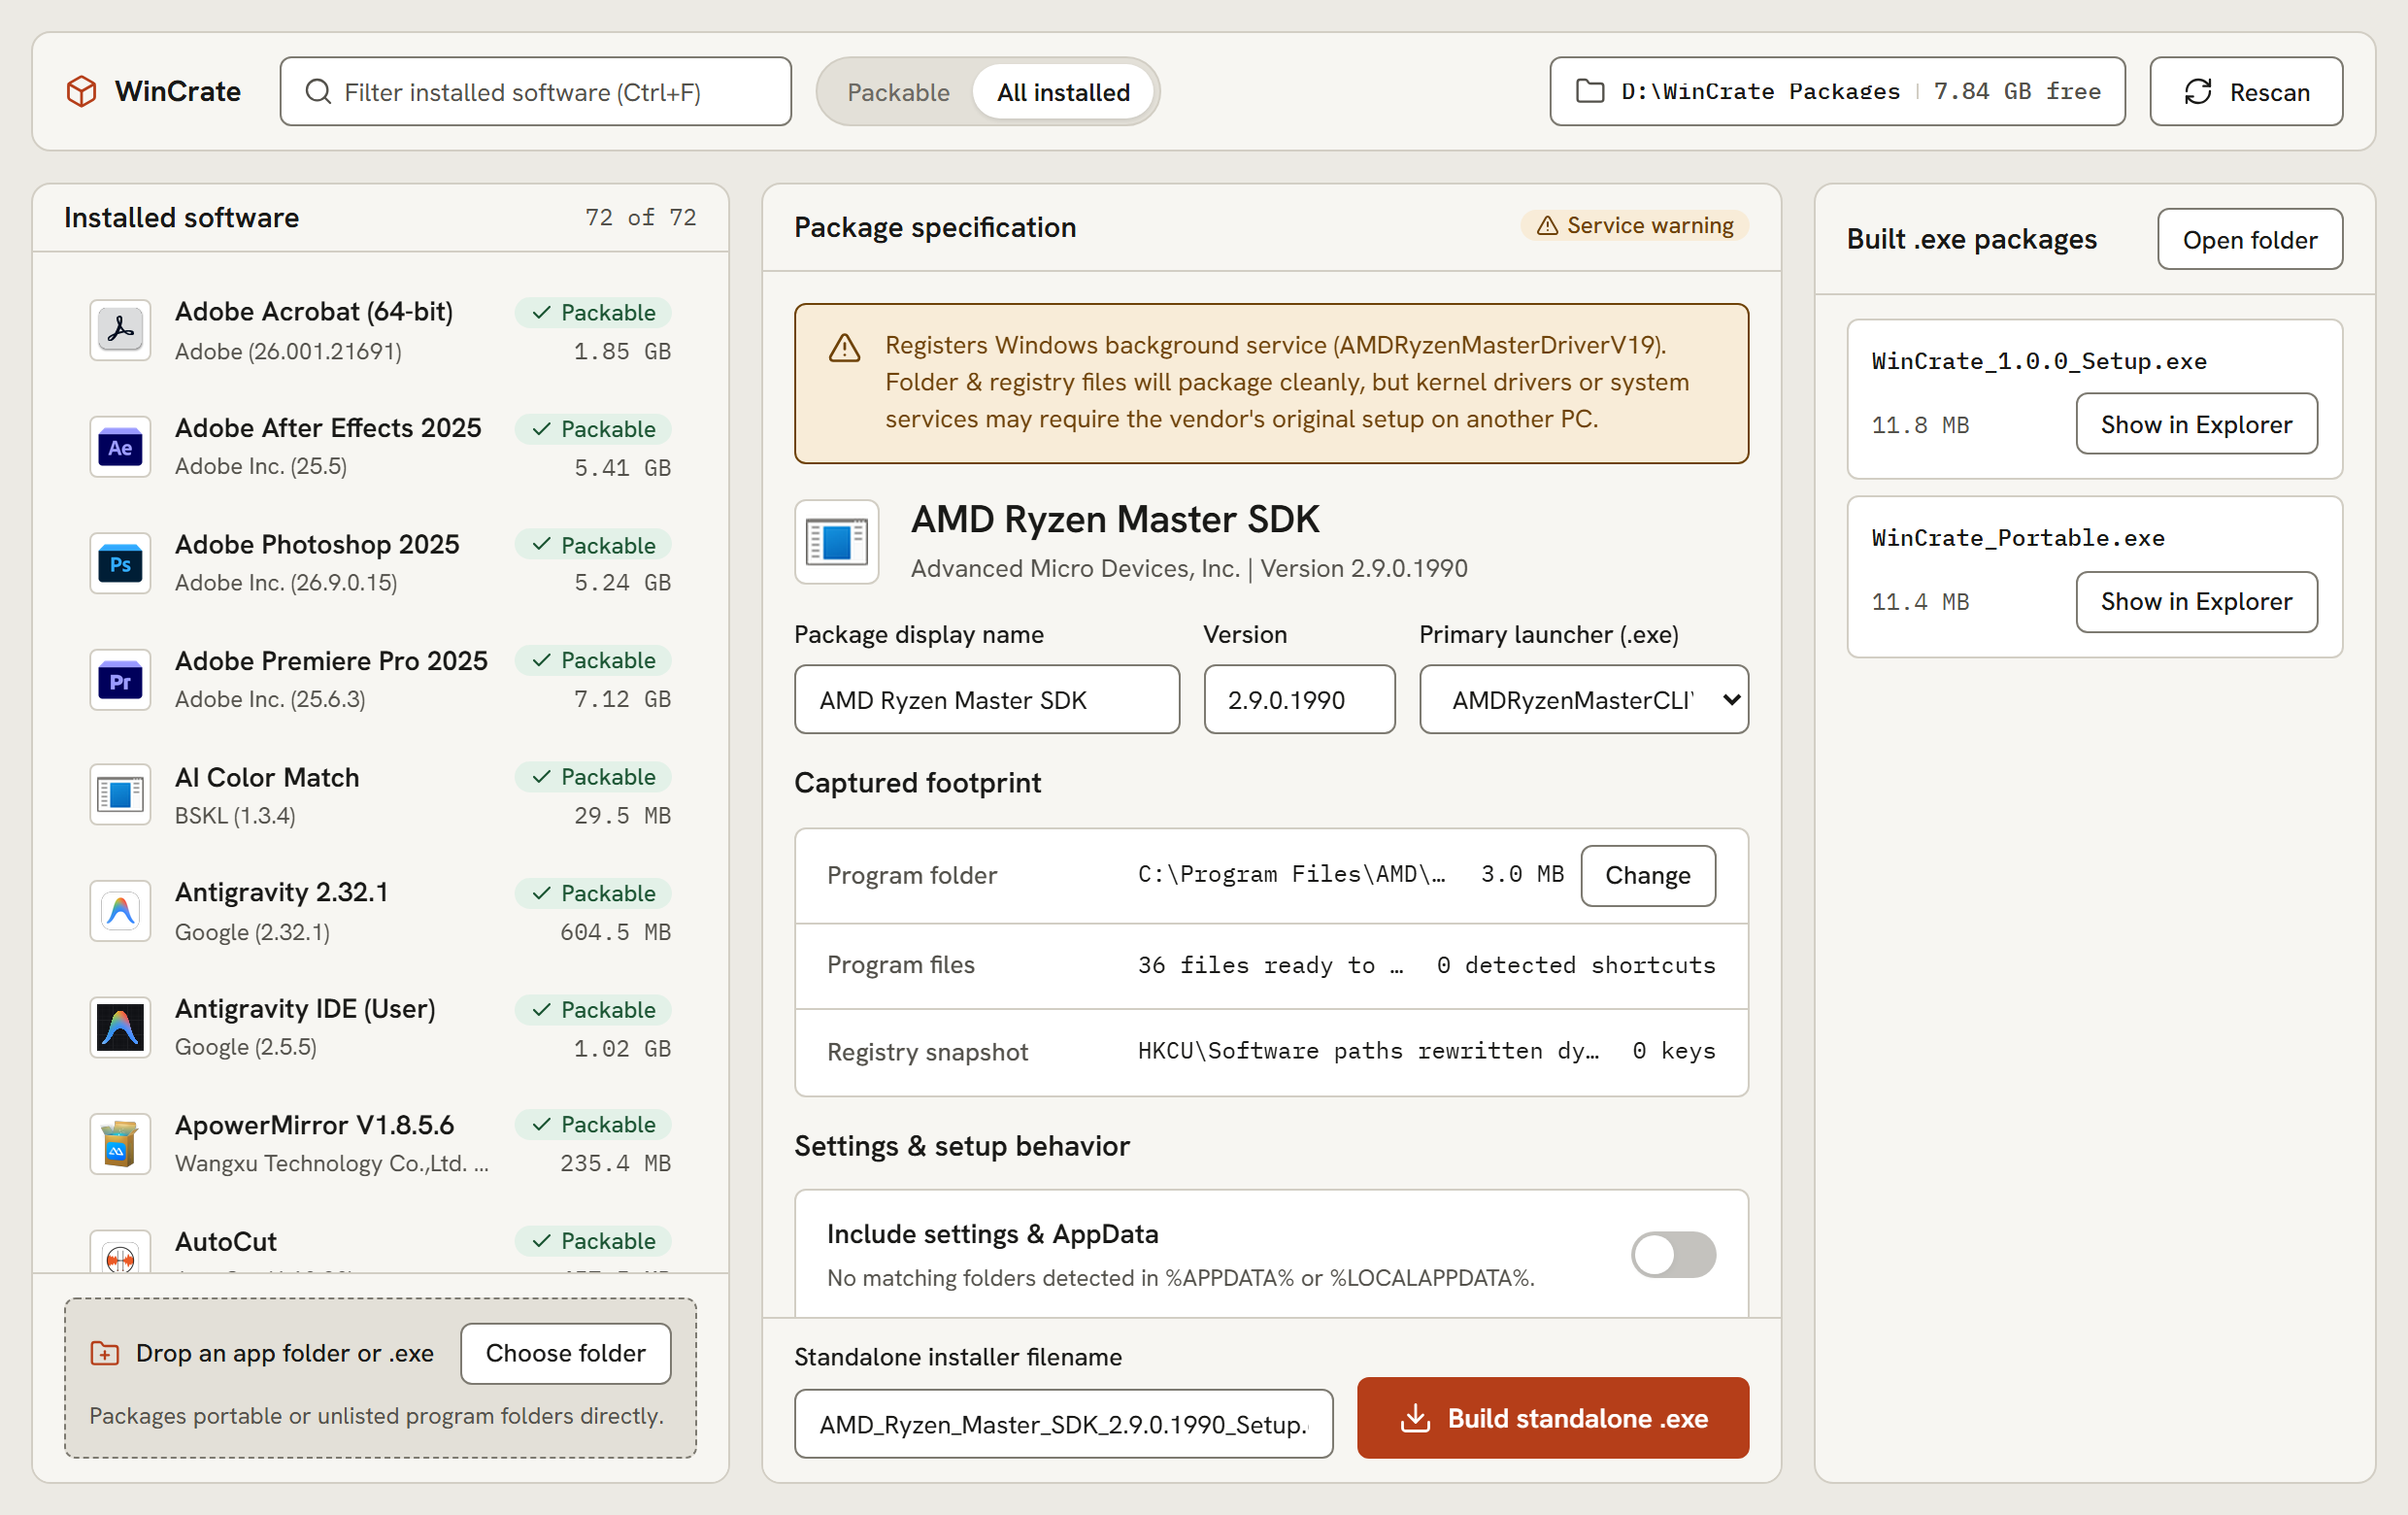 WinCrate
Filter installed software (Ctrl+F)
Packable
All installed
D:\WinCrate Packages | 7.84 GB free
Rescan
Installed software
72 of 72
Adobe Acrobat (64-bit)
Packable
Adobe (26.001.21691)
1.85 GB
Ae
Adobe After Effects 2025
Packable
Adobe Inc. (25.5)
5.41 GB
Ps
Adobe Photoshop 2025
Packable
Adobe Inc. (26.9.0.15)
5.24 GB
Pr
Adobe Premiere Pro 2025
Packable
Adobe Inc. (25.6.3)
7.12 GB
AI Color Match
Packable
BSKL (1.3.4)
29.5 MB
Antigravity 2.32.1
Packable
Google (2.32.1)
604.5 MB
Antigravity IDE (User)
Packable
Google (2.5.5)
1.02 GB
ApowerMirror V1.8.5.6
Packable
Wangxu Technology Co.,Ltd. ...
235.4 MB
AutoCut
Packable
Drop an app folder or .exe
Choose folder
Packages portable or unlisted program folders directly.
Package specification
Service warning
Registers Windows background service (AMDRyzenMasterDriverV19).
Folder & registry files will package cleanly, but kernel drivers or system
services may require the vendor's original setup on another PC.
AMD Ryzen Master SDK
Advanced Micro Devices, Inc. | Version 2.9.0.1990
Package display name
Version
Primary launcher (.exe)
AMD Ryzen Master SDK
2.9.0.1990
AMDRyzenMasterCLI
Captured footprint
Program folder
C:\Program Files\AMD\…
3.0 MB
Change
Program files
36 files ready to …
0 detected shortcuts
Registry snapshot
HKCU\Software paths rewritten dy…
0 keys
Settings & setup behavior
Include settings & AppData
No matching folders detected in %APPDATA% or %LOCALAPPDATA%.
Standalone installer filename
AMD_Ryzen_Master_SDK_2.9.0.1990_Setup.
Build standalone .exe
Built .exe packages
Open folder
WinCrate_1.0.0_Setup.exe
11.8 MB
Show in Explorer
WinCrate_Portable.exe
11.4 MB
Show in Explorer